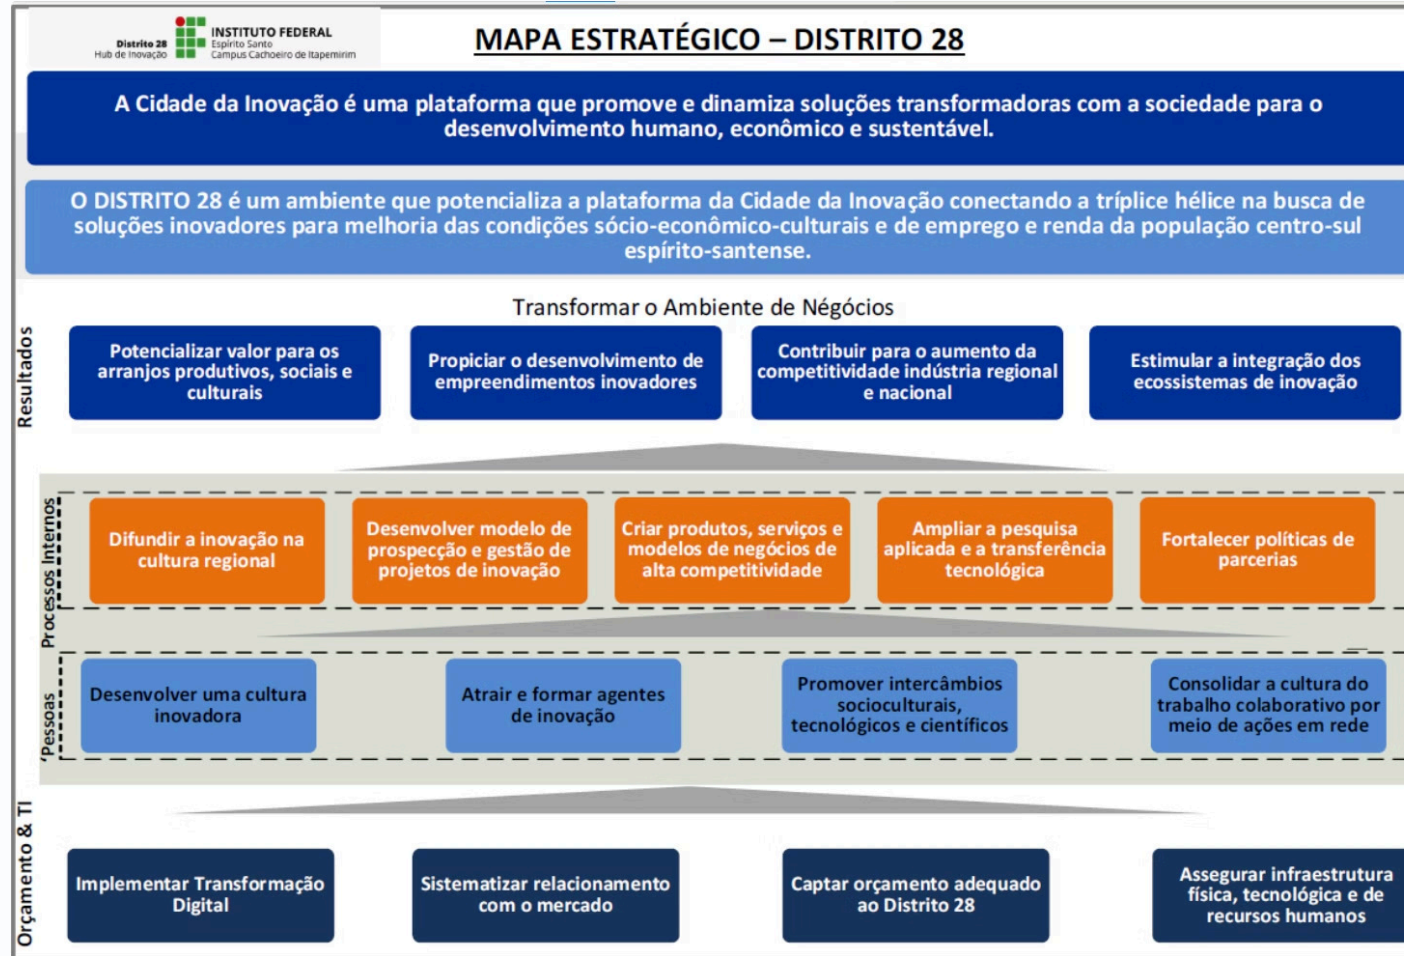 Distrito 28
Hub de Inovação
INSTITUTO FEDERAL
Espírito Santo
Campus Cachoeiro de Itapemirim
MAPA ESTRATÉGICO – DISTRITO 28
A Cidade da Inovação é uma plataforma que promove e dinamiza soluções transformadoras com a sociedade para o
desenvolvimento humano, econômico e sustentável.
O DISTRITO 28 é um ambiente que potencializa a plataforma da Cidade da Inovação conectando a tríplice hélice na busca de
soluções inovadores para melhoria das condições sócio-econômico-culturais e de emprego e renda da população centro-sul
espírito-santense.
Transformar o Ambiente de Négócios
Resultados
Potencializar valor para os
arranjos produtivos, sociais e
culturais
Propiciar o desenvolvimento de
empreendimentos inovadores
Contribuir para o aumento da
competitividade indústria regional
e nacional
Estimular a integração dos
ecossistemas de inovação
Processos Internos
Difundir a inovação na
cultura regional
Desenvolver modelo de
prospecção e gestão de
projetos de inovação
Criar produtos, serviços e
modelos de negócios de
alta competitividade
Ampliar a pesquisa
aplicada e a transferência
tecnológica
Fortalecer políticas de
parcerias
'Pessoas
Desenvolver uma cultura
inovadora
Atrair e formar agentes
de inovação
Promover intercâmbios
socioculturais,
tecnológicos e científicos
Consolidar a cultura do
trabalho colaborativo por
meio de ações em rede
Orçamento & TI
Implementar Transformação
Digital
Sistematizar relacionamento
com o mercado
Captar orçamento adequado
ao Distrito 28
Assegurar infraestrutura
física, tecnológica e de
recursos humanos